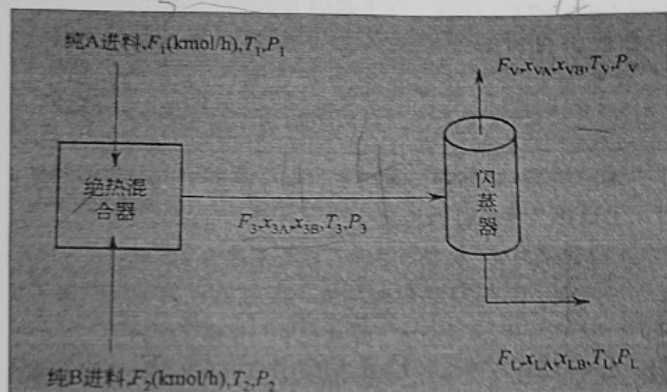 纯A进料,F₁(kmol/h),T₁,P₁
F_V,x_VA,x_VB,T_V,P_V
绝热混
合器
闪
蒸
器
F₃,x₃A,x₃B,T₃,P₃
F_L,x_LA,x_LB,T_L,P_L
纯B进料,F₂(kmol/h),T₂,P₂